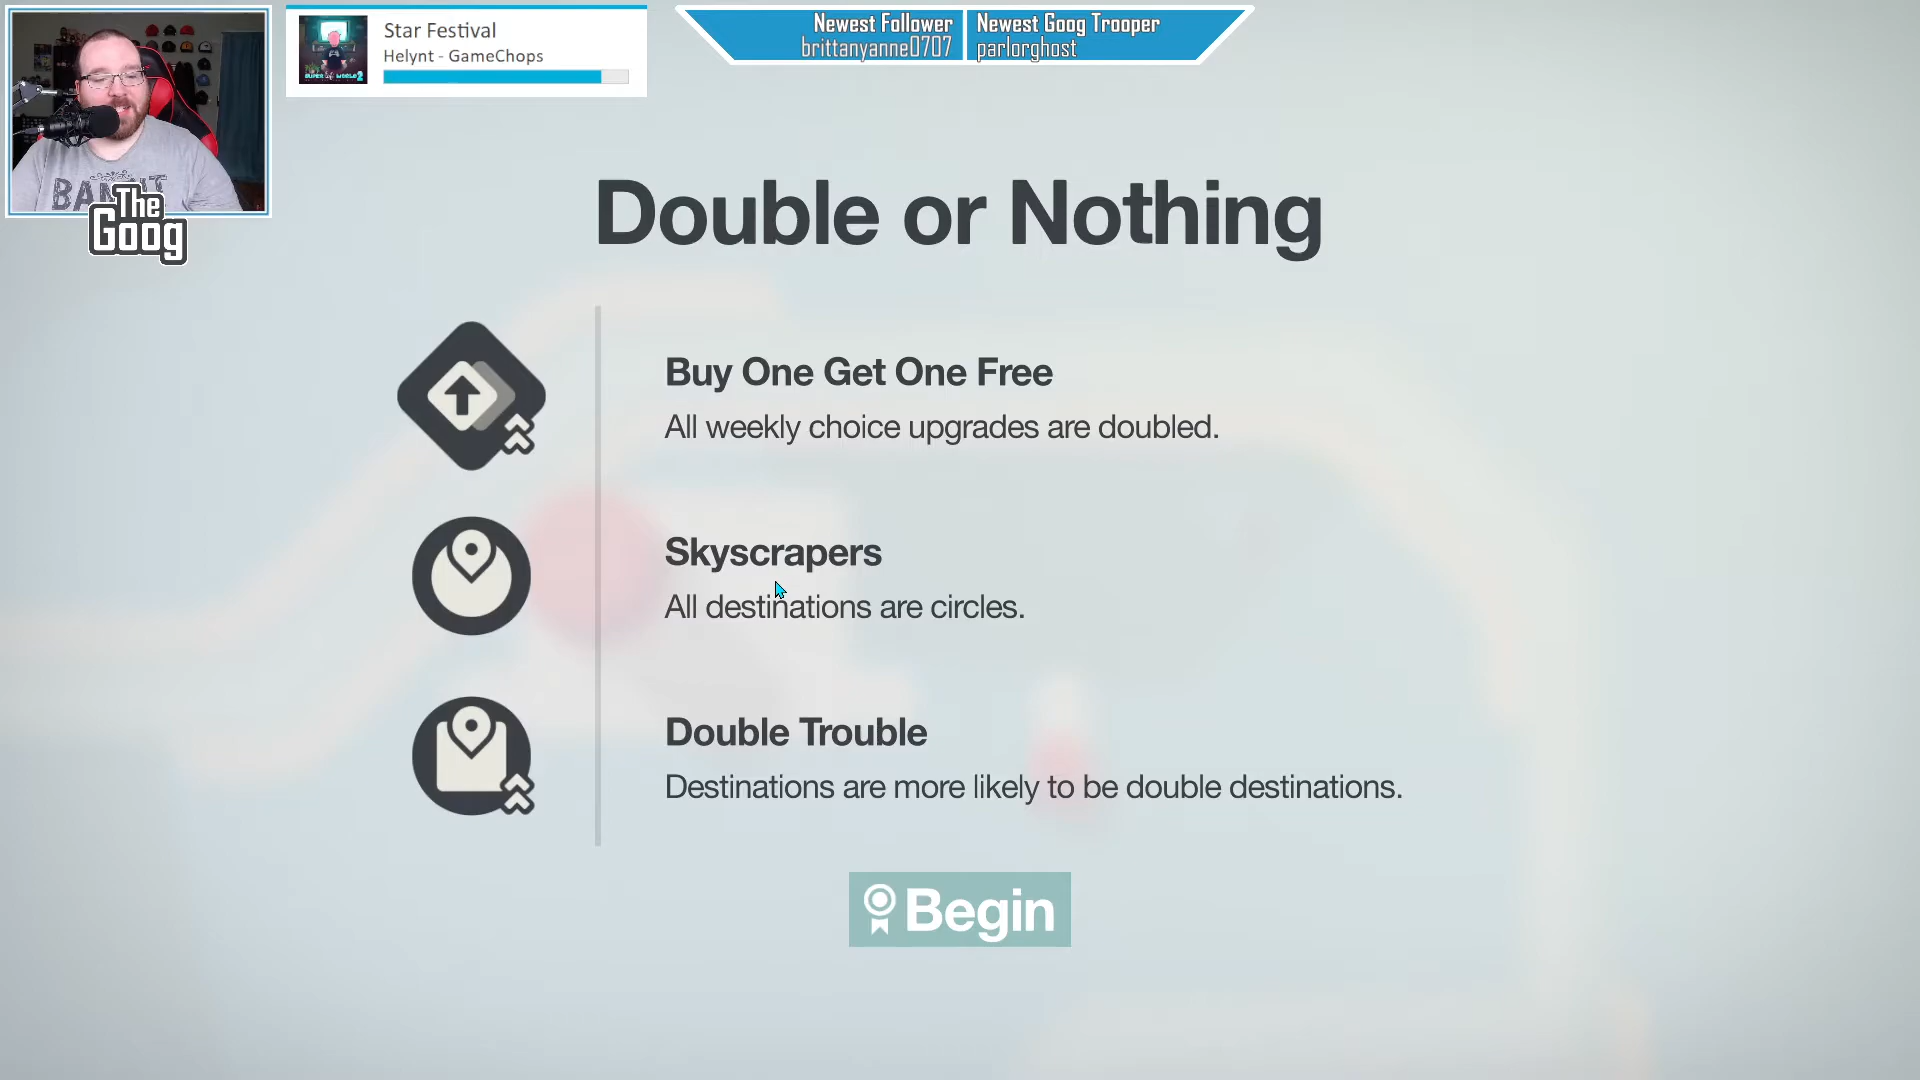 Star Festival
Helynt - GameChops
Newest Follower
brittanyanne0707
Newest Goog Trooper
parlorghost
The
Goog
Double or Nothing
Buy One Get One Free
All weekly choice upgrades are doubled.
Skyscrapers
All destinations are circles.
Double Trouble
Destinations are more likely to be double destinations.
Begin